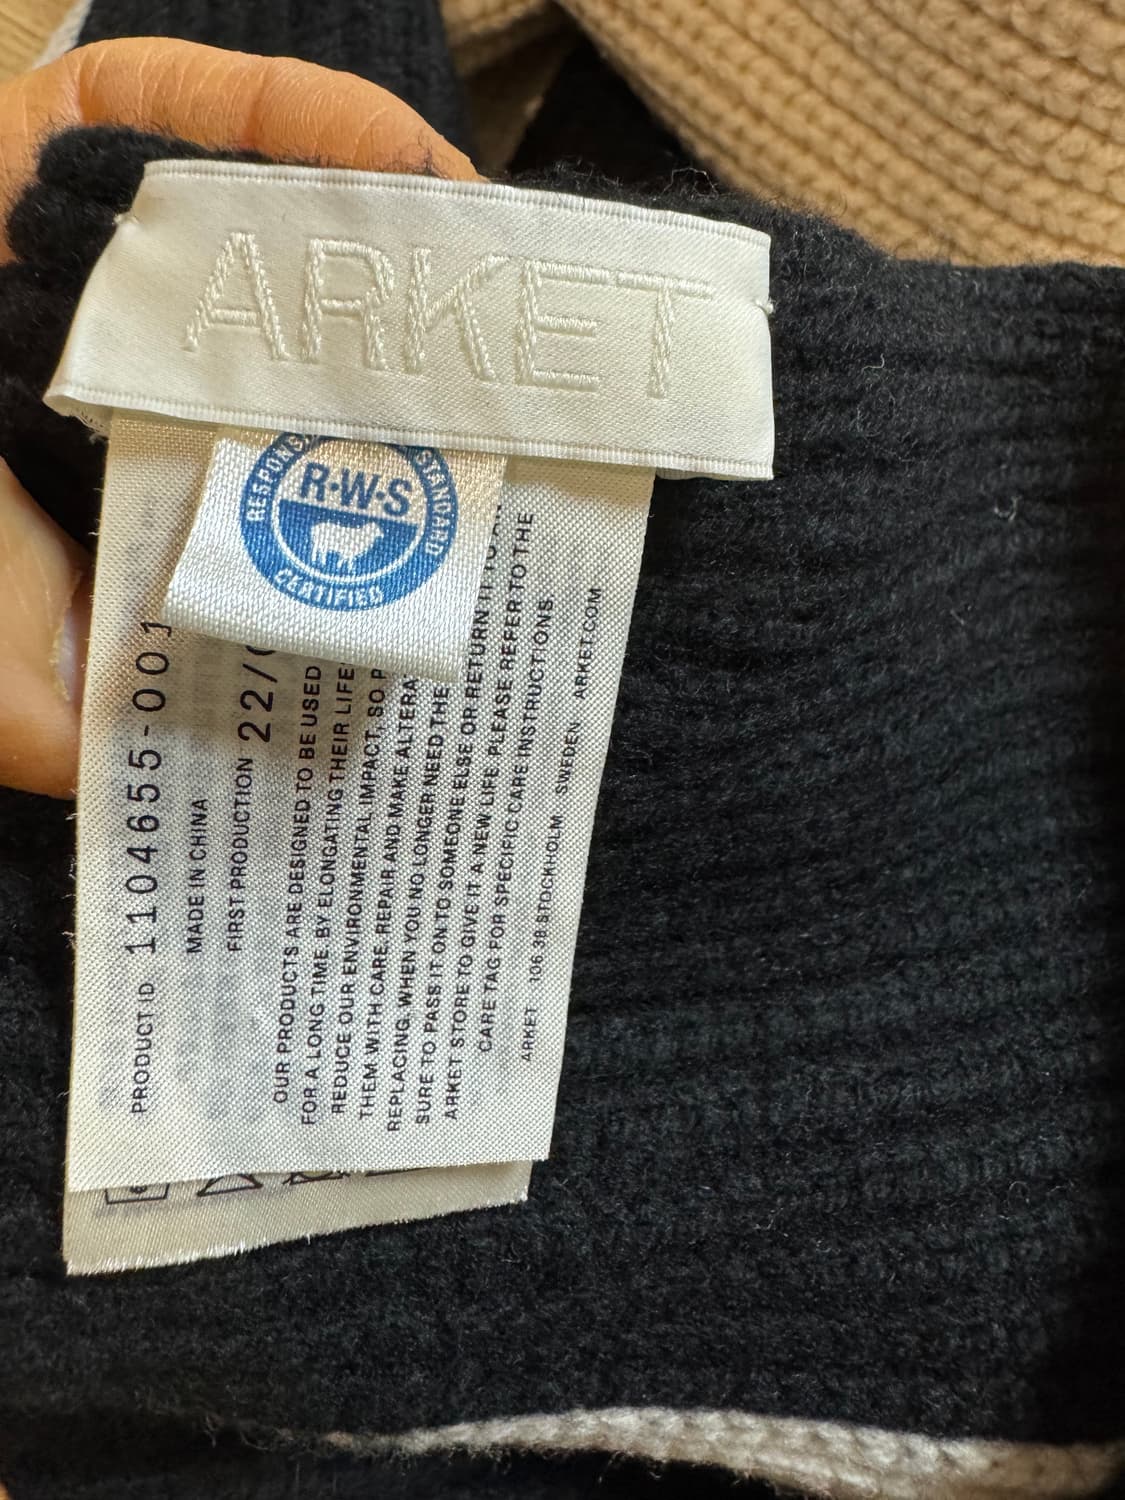 ARKET
STANDARD
R·W·S
CERTIFIED
PRODUCT ID 1104655-001
MADE IN CHINA
FIRST PRODUCTION 22/
OUR PRODUCTS ARE DESIGNED TO BE USED
FOR A LONG TIME. BY ELONGATING THEIR
REDUCE OUR ENVIRONMENTAL IMPACT, SO
THEM WITH CARE. REPAIR AND MAKE
REPLACING. WHEN YOU NO LONGER NEED THE
SURE TO PASS IT ON TO SOMEONE ELSE OR RETURN IT TO
ARKET STORE TO GIVE IT A NEW LIFE. PLEASE REFER TO THE
CARE TAG FOR SPECIFIC CARE INSTRUCTIONS.
ARKET 106 38 STOCKHOLM SWEDEN ARKET.COM